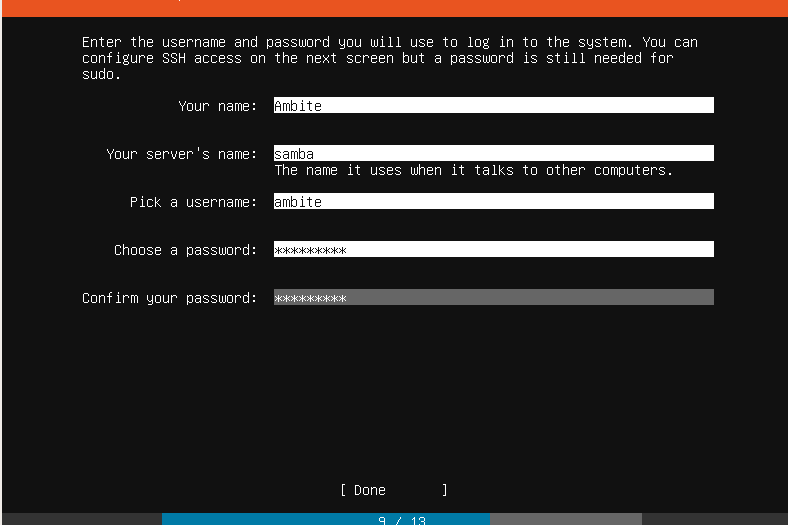 Enter the username and password you will use to log in to the system. You can
configure SSH access on the next screen but a password is still needed for
sudo.
Your name: Ambite
Your server's name: samba
The name it uses when it talks to other computers.
Pick a username: ambite
Choose a password: *********
Confirm your password: *********
[ Done ]
9 / 13